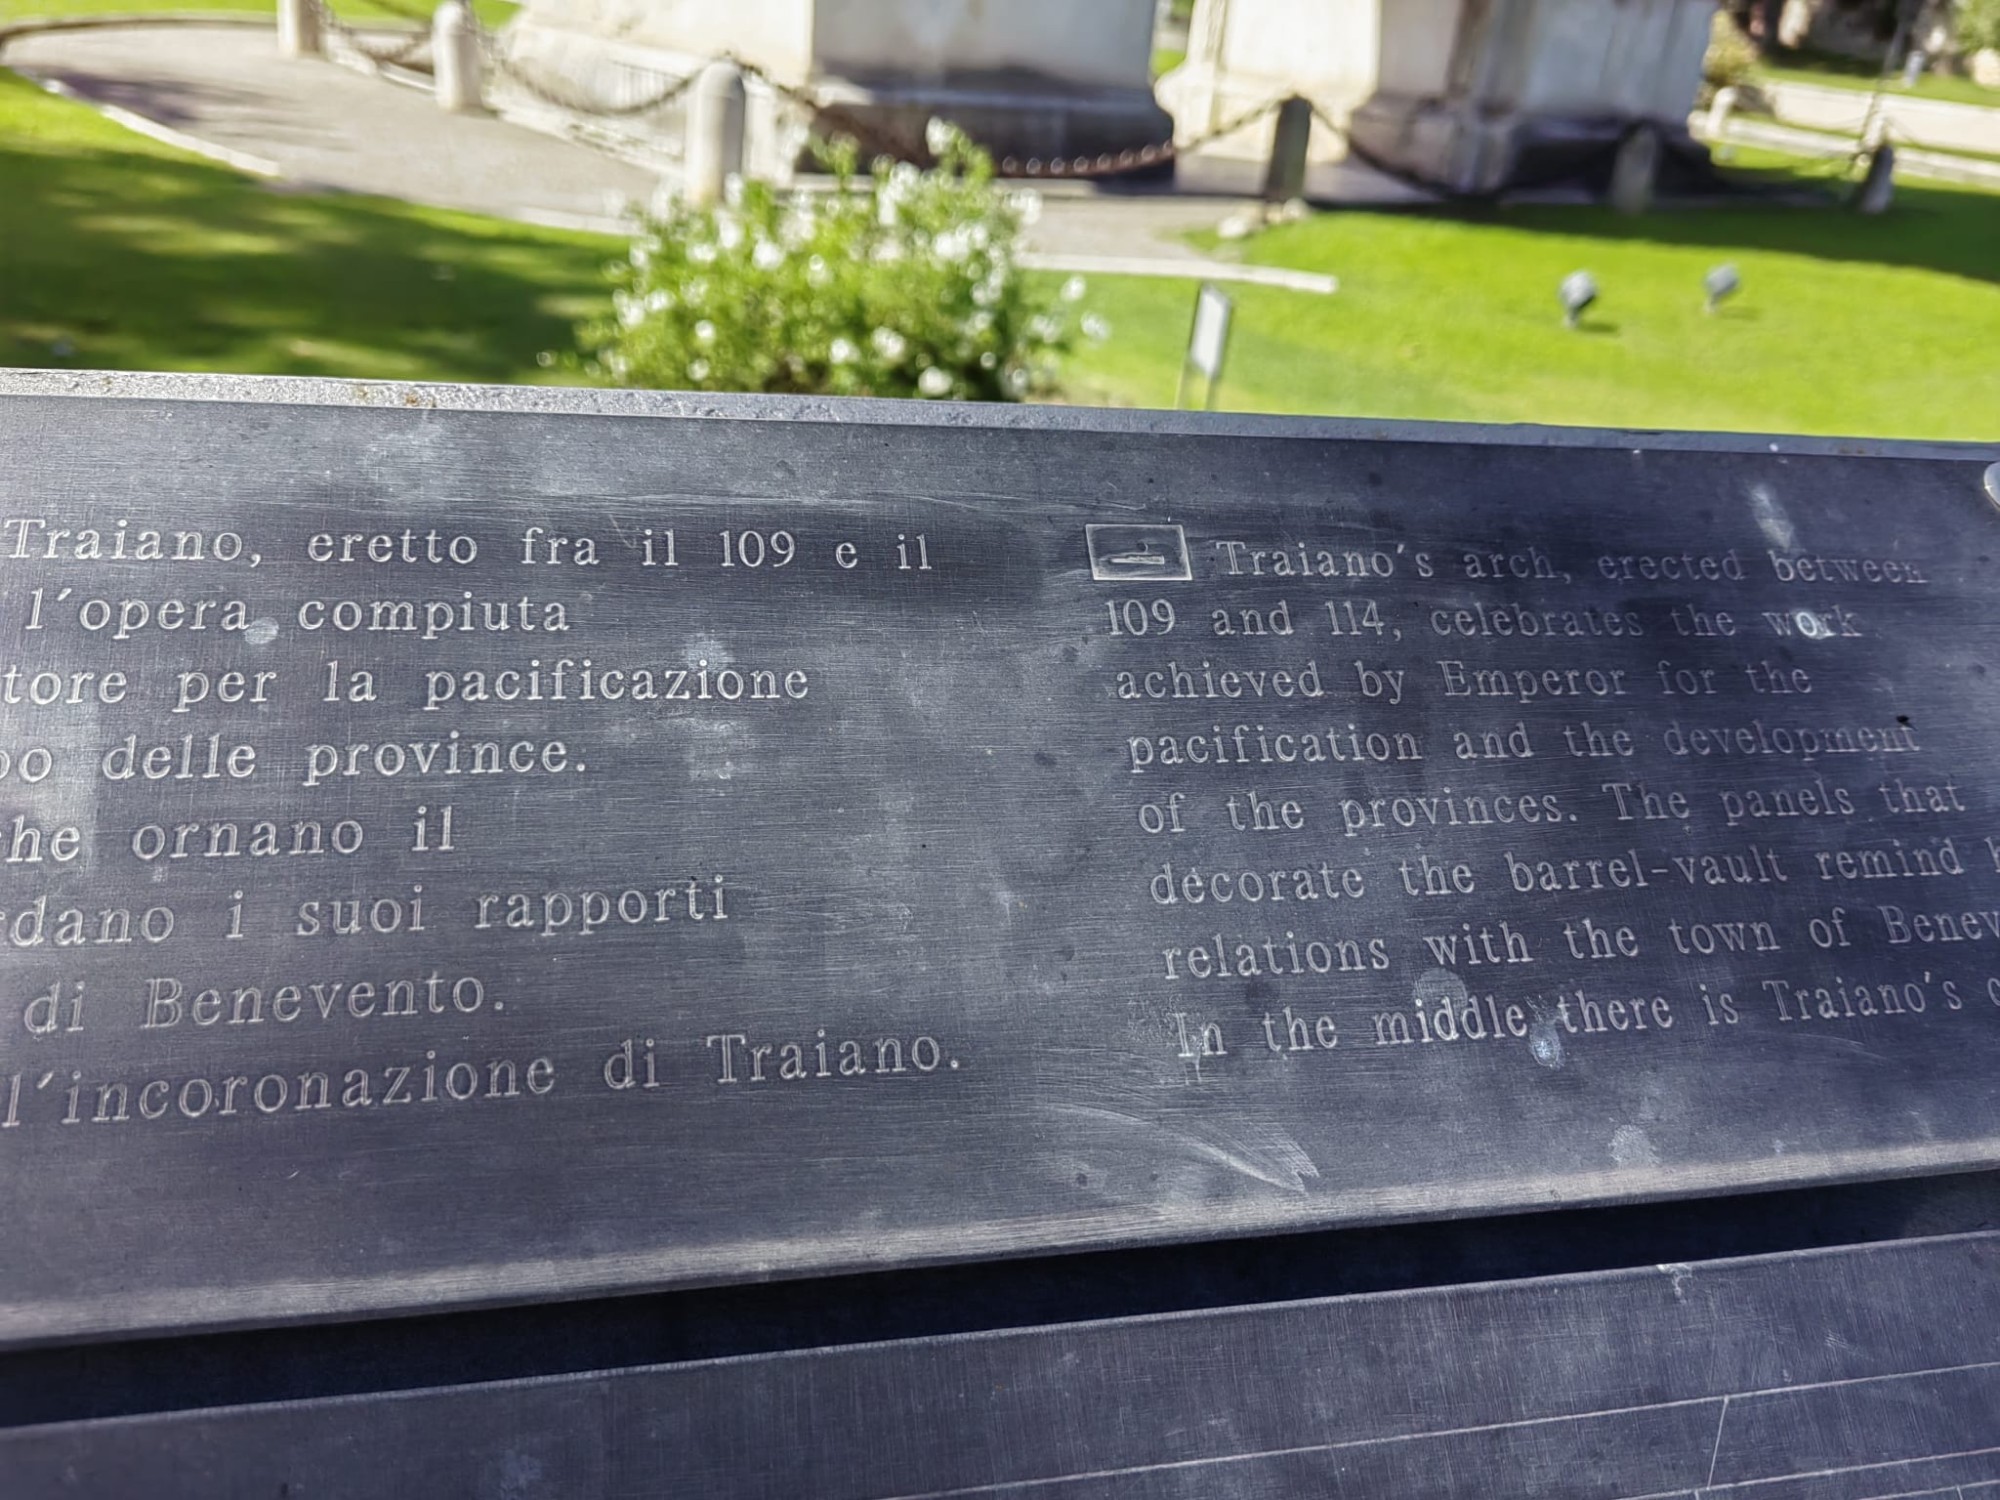 Traiano, eretto fra il 109 e il
l'opera compiuta
per la pacificazione
delle province.
ornano il
i suoi rapporti
di Benevento.
l'incoronazione di Traiano.
Traiano's arch, erected between
109 and 114, celebrates the work
achieved by Emperor for the
pacification and the development
of the provinces. The panels that
decorate the barrel-vault remind
relations with the town of
In the middle there is Traiano's